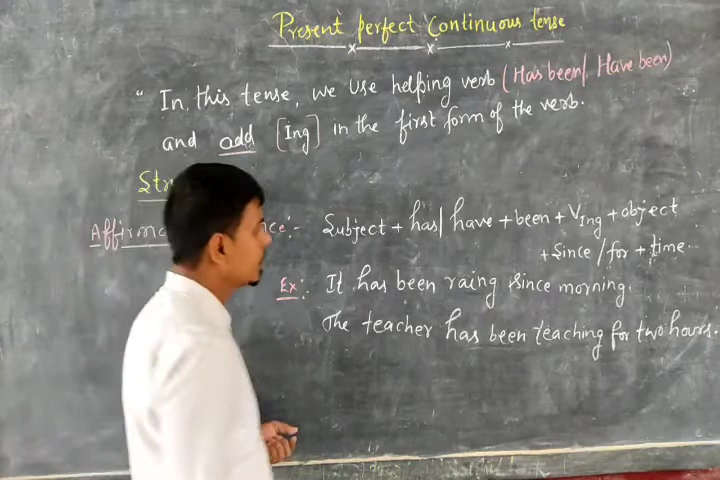 Present perfect Continuous tense
" In this tense, we use helping verb (Has been/ Have been)
and add [Ing] in the first form of the verb.
Subject + has/ have + been + VIng + object
+ Since / for + time.
Ex:- It has been raing since morning.
The teacher has been teaching for two hours.